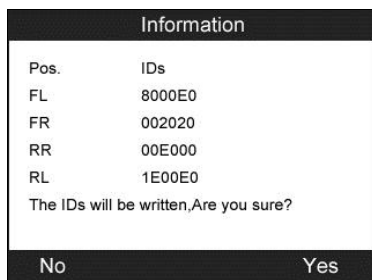 Information
Pos. IDs
FL 8000E0
FR 002020
RR 00E000
RL 1E00E0
The IDs will be written,Are you sure?
No Yes